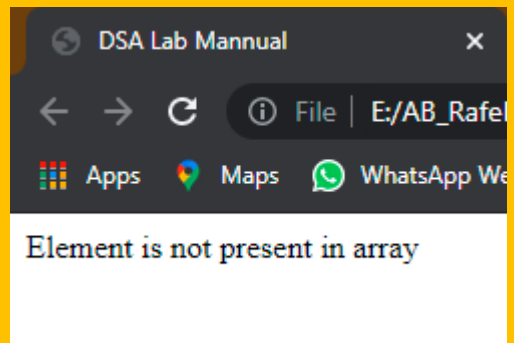 DSA Lab Mannual
File | E:/AB_Rafel
Apps Maps WhatsApp We
Element is not present in array